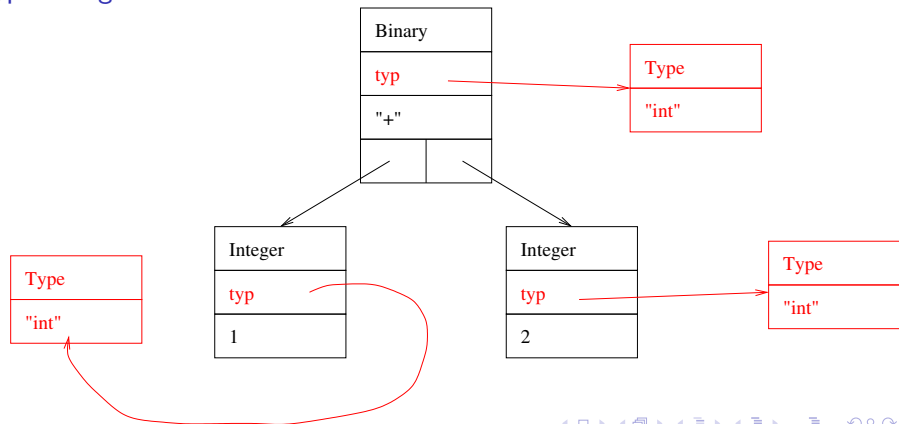 Binary
typ
"+"
Type
"int"
Integer
typ
1
Integer
typ
2
Type
"int"
Type
"int"